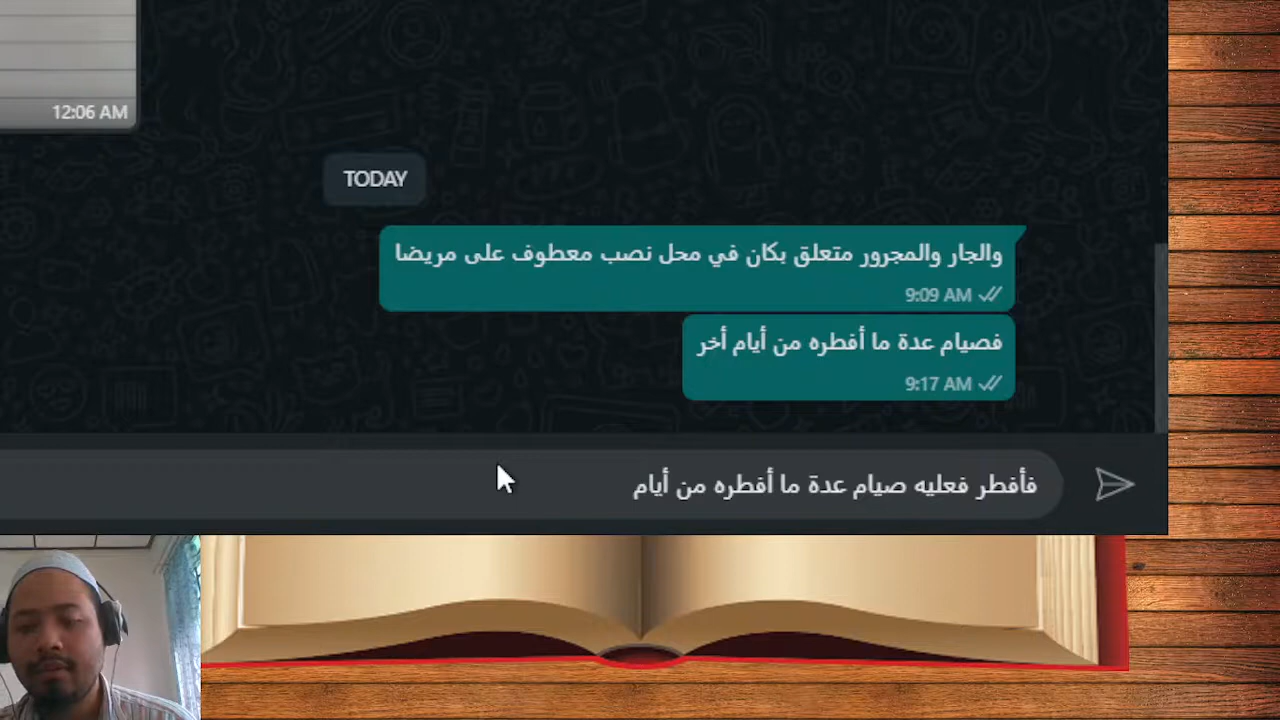 12:06 AM
TODAY
والجار والمجرور متعلق بكان في محل نصب معطوف على مريضا
9:09 AM
فصيام عدة ما أفطره من أيام أخر
9:17 AM
فأفطر فعليه صيام عدة ما أفطره من أيام